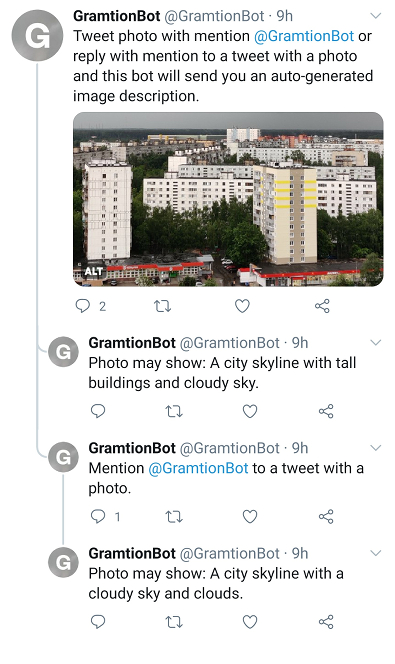 G
GramtionBot @GramtionBot · 9h
Tweet photo with mention @GramtionBot or
reply with mention to a tweet with a photo
and this bot will send you an auto-generated
image description.
ALT
2
G
GramtionBot @GramtionBot · 9h
Photo may show: A city skyline with tall
buildings and cloudy sky.
G
GramtionBot @GramtionBot · 9h
Mention @GramtionBot to a tweet with a
photo.
1
G
GramtionBot @GramtionBot · 9h
Photo may show: A city skyline with a
cloudy sky and clouds.